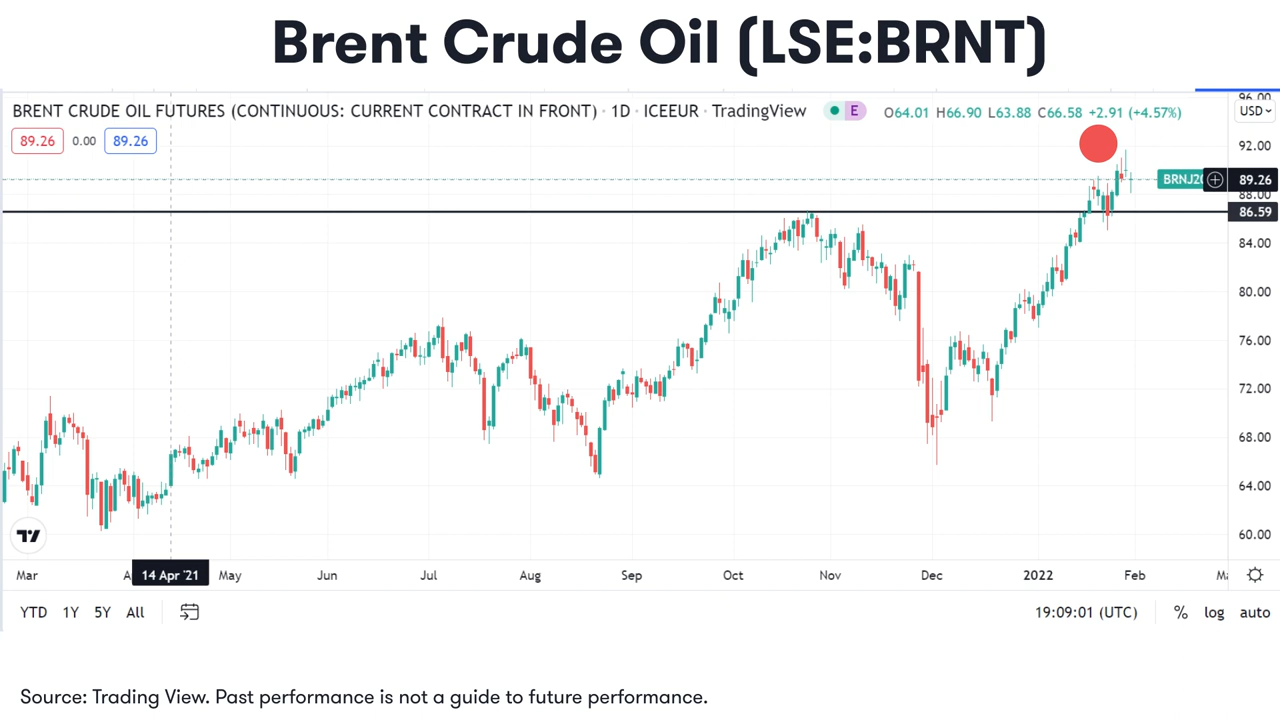 Brent Crude Oil (LSE:BRNT)
BRENT CRUDE OIL FUTURES (CONTINUOUS: CURRENT CONTRACT IN FRONT) · 1D · ICEEUR · TradingView E O64.01 H66.90 L63.88 C66.58 +2.91 (+4.57%)
96.00
USD
89.26 0.00 89.26
92.00
BRNJ20 89.26
88.00
86.59
84.00
80.00
76.00
72.00
68.00
64.00
60.00
Mar 14 Apr '21 May Jun Jul Aug Sep Oct Nov Dec 2022 Feb
YTD 1Y 5Y All 19:09:01 (UTC) % log auto
Source: Trading View. Past performance is not a guide to future performance.